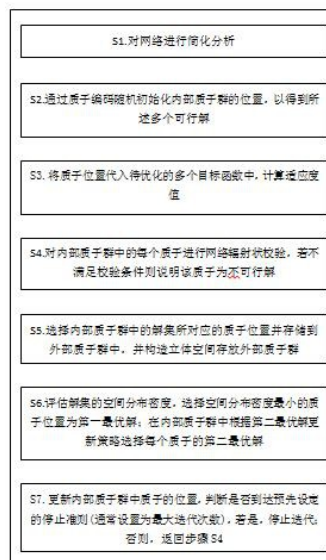 S1.对网络进行简化分析
S2.通过质子编码随机初始化内部质子群的位置，以得到所
述多个可行解
S3. 将质子位置代入待优化的多个目标函数中，计算适应度
值
S4.对内部质子群中的每个质子进行网络辐射状校验，若不
满足校验条件则说明该质子为不可行解
S5.选择内部质子群中的解集所对应的质子位置并存储到
外部质子群中，并构造立体空间存放外部质子群
S6.评估解集的空间分布密度，选择空间分布密度最小的质
子位置为第一最优解；在内部质子群中根据第二最优解更
新策略选择每个质子的第二最优解
S7. 更新内部质子群中质子的位置，判断是否到达预先设定
的停止准则(通常设置为最大迭代次数)，若是，停止迭代；
否则，返回步骤 S4